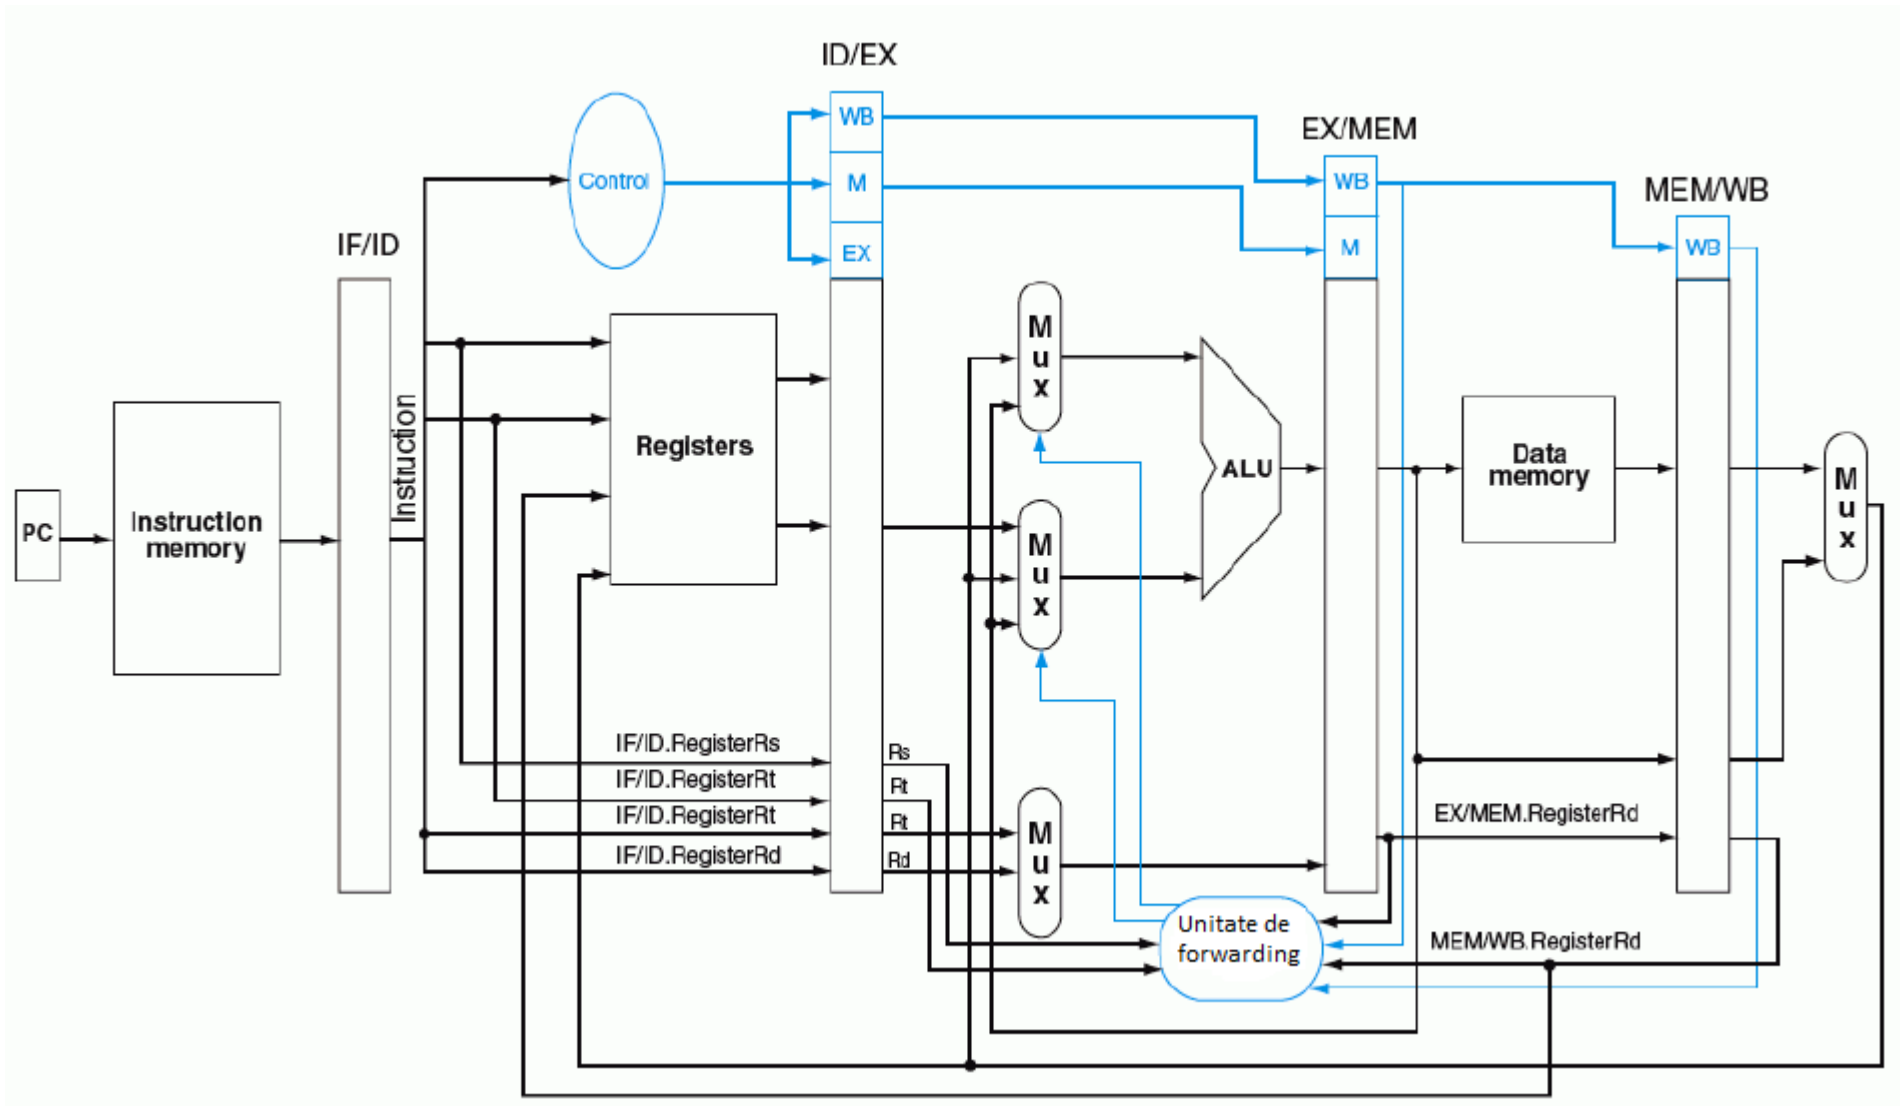 ID/EX
WB
EX/MEM
Control
M
WB
MEM/WB
IF/ID
EX
M
WB
M
u
x
Instuction
Registers
ALU
Data
memory
M
u
x
PC
Instruction
memory
M
u
x
IF/ID.RegisterRs
Rs
IF/ID.RegisterRt
Rt
IF/ID.RegisterRt
Rt
EX/MEM.RegisterRd
M
u
x
IF/ID.RegisterRd
Rd
Unitate de
forwarding
MEM/WB.RegisterRd